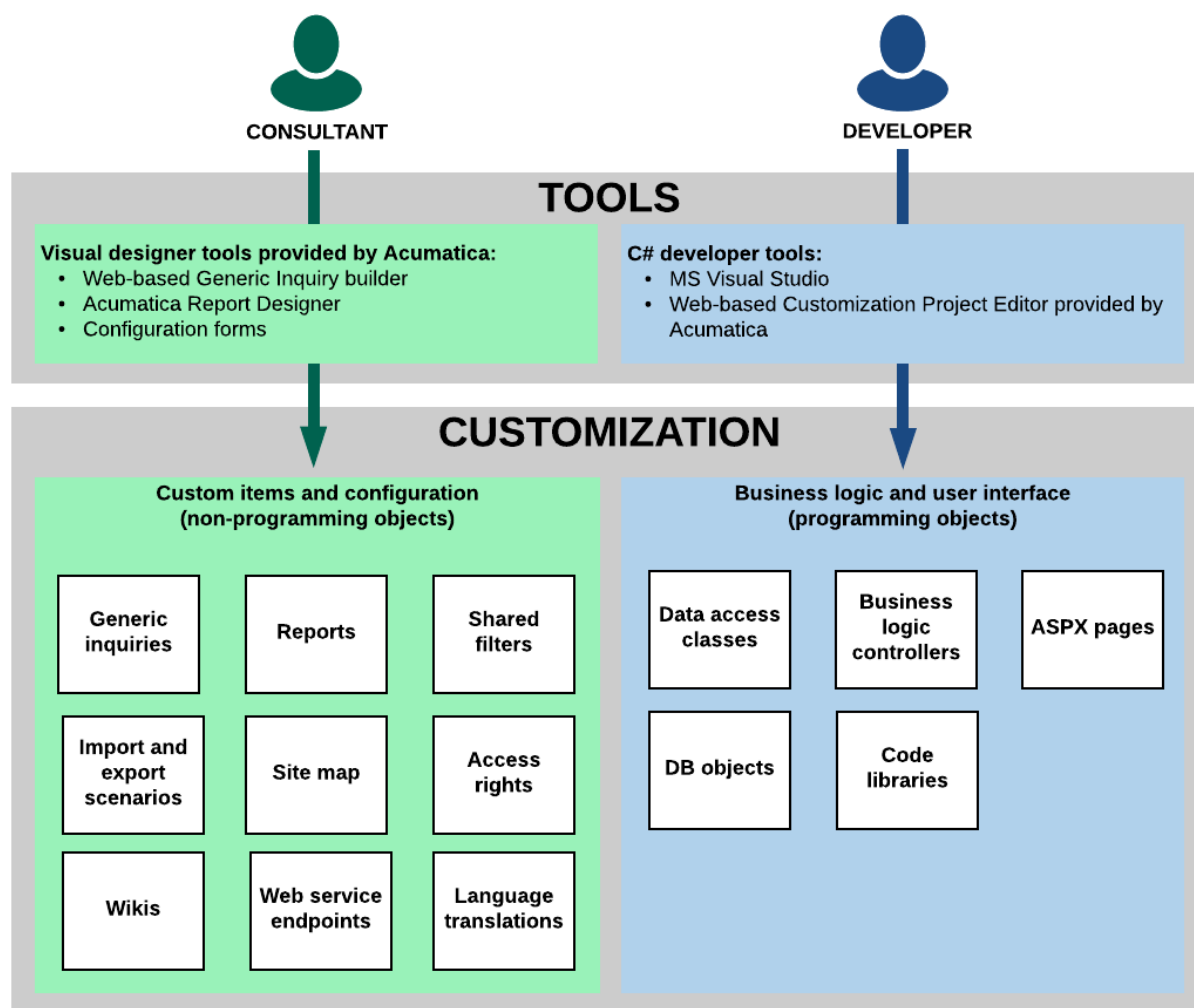 CONSULTANT
DEVELOPER
TOOLS
Visual designer tools provided by Acumatica:
• Web-based Generic Inquiry builder
• Acumatica Report Designer
• Configuration forms
C# developer tools:
• MS Visual Studio
• Web-based Customization Project Editor provided by
Acumatica
CUSTOMIZATION
Custom items and configuration
(non-programming objects)
Generic
inquiries
Reports
Shared
filters
Import and
export
scenarios
Site map
Access
rights
Wikis
Web service
endpoints
Language
translations
Business logic and user interface
(programming objects)
Data access
classes
Business
logic
controllers
ASPX pages
DB objects
Code
libraries